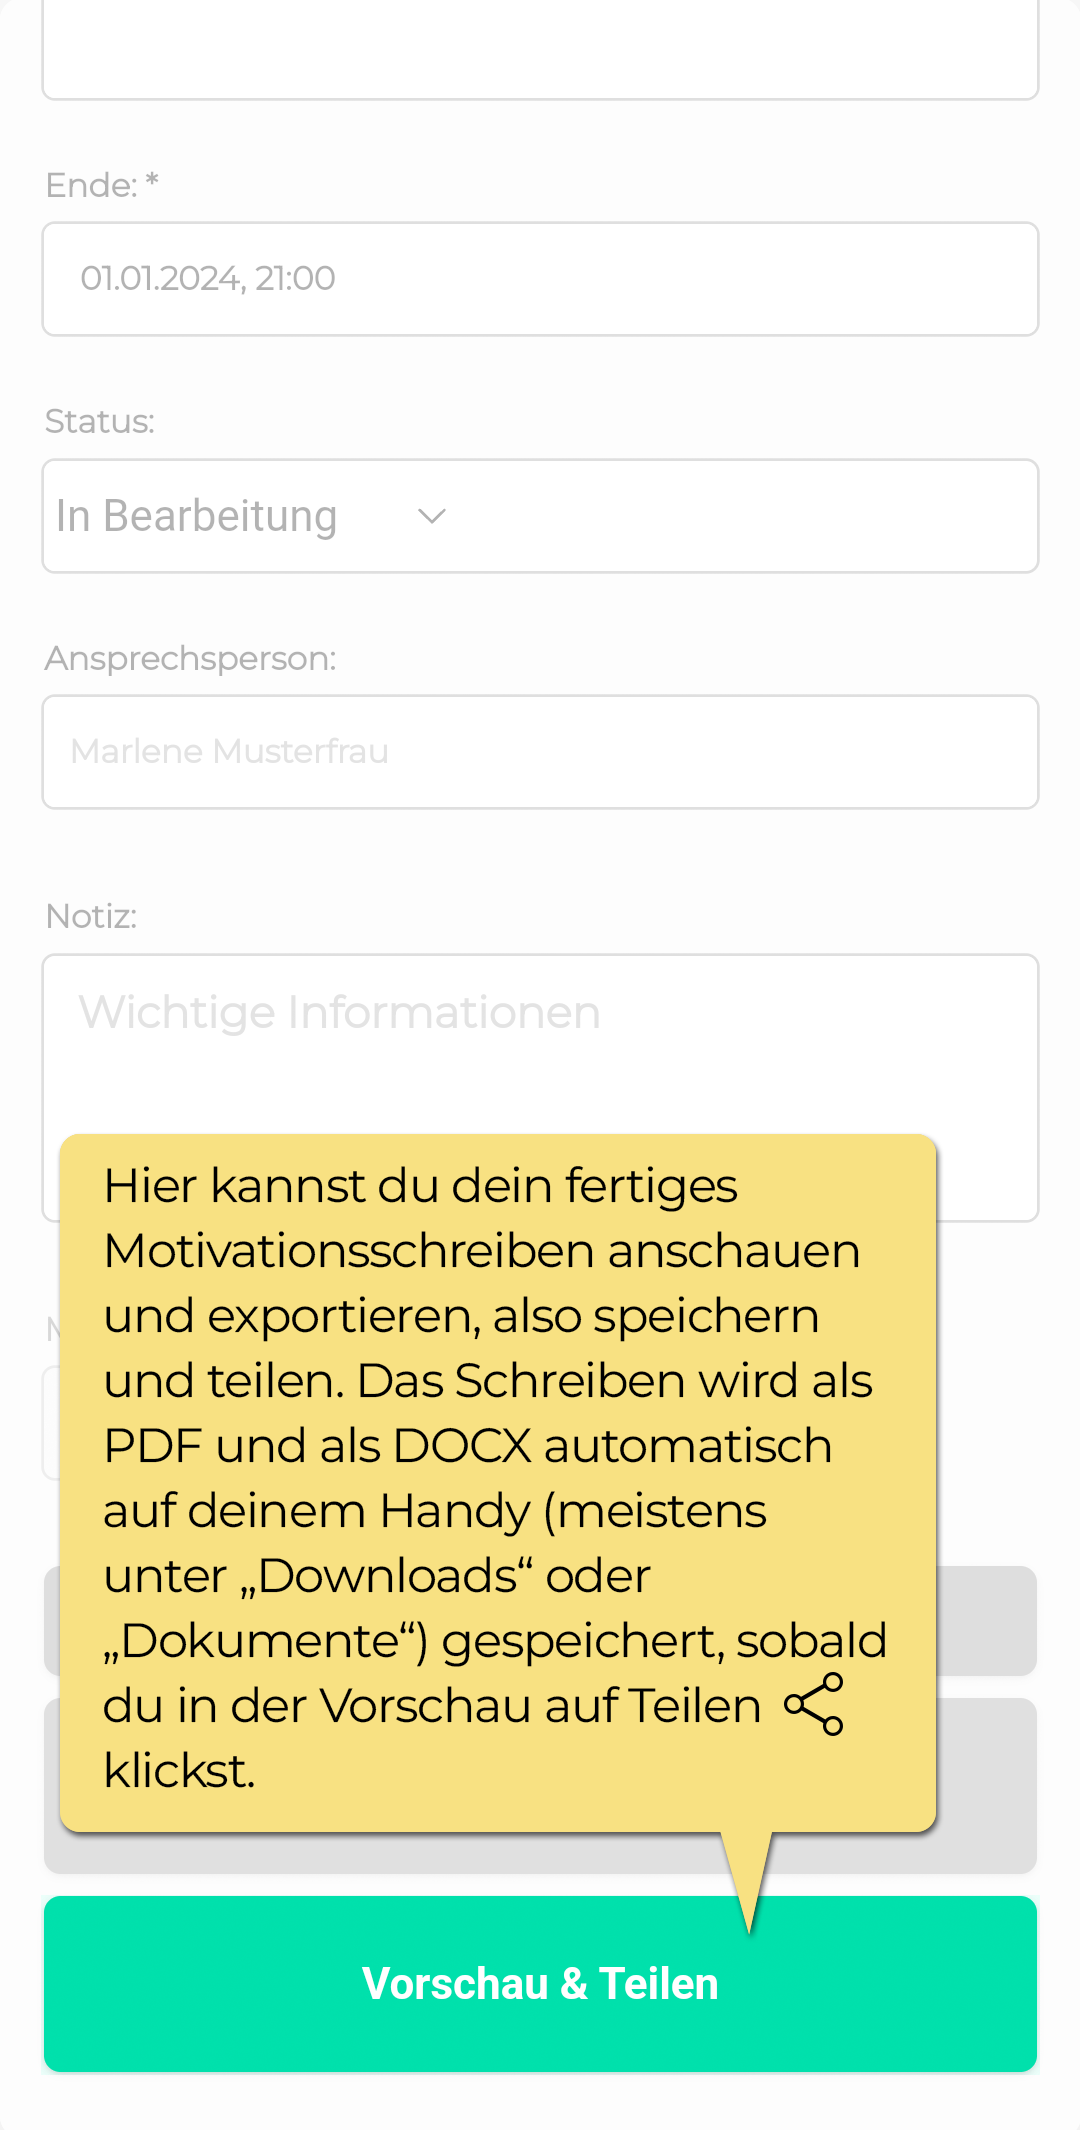 Ende: *
01.01.2024, 21:00
Status:
In Bearbeitung
Ansprechsperson:
Marlene Musterfrau
Notiz:
Wichtige Informationen
Hier kannst du dein fertiges
Motivationsschreiben anschauen
und exportieren, also speichern
und teilen. Das Schreiben wird als
PDF und als DOCX automatisch
auf deinem Handy (meistens
unter „Downloads“ oder
„Dokumente“) gespeichert, sobald
du in der Vorschau auf Teilen
klickst.
Vorschau & Teilen